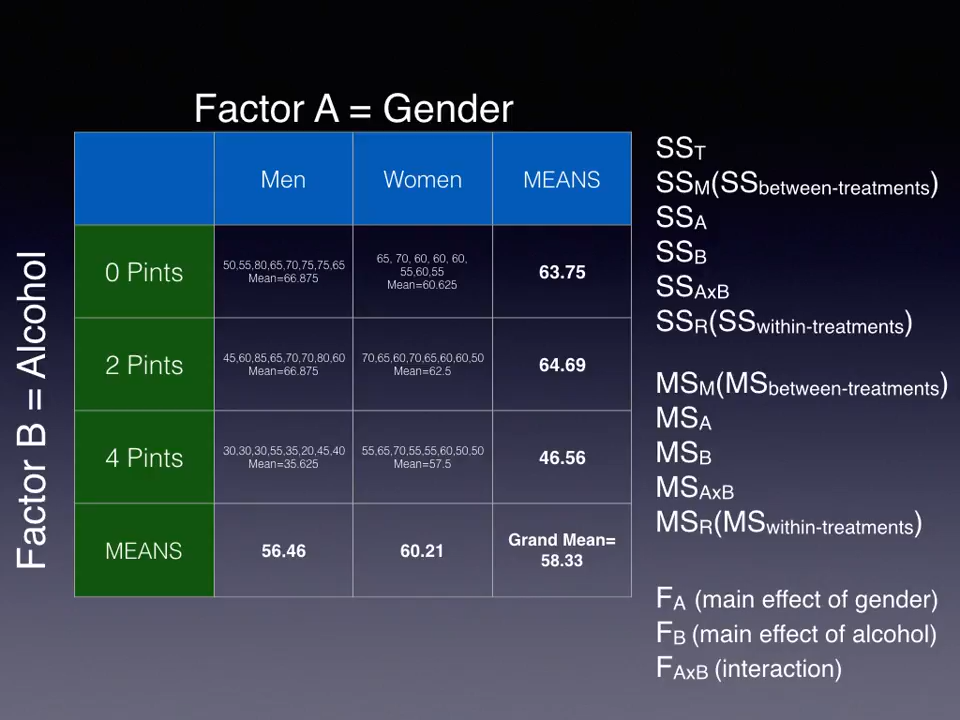 Factor A = Gender
Factor B = Alcohol
Men
Women
MEANS
0 Pints
50,55,80,65,70,75,75,65
Mean=66.875
65, 70, 60, 60, 60,
55,60,55
Mean=60.625
63.75
2 Pints
45,60,85,65,70,70,80,60
Mean=66.875
70,65,60,70,65,60,60,50
Mean=62.5
64.69
4 Pints
30,30,30,55,35,20,45,40
Mean=35.625
55,65,70,55,55,60,50,50
Mean=57.5
46.56
MEANS
56.46
60.21
Grand Mean=
58.33
SST
SSM(SSbetween-treatments)
SSA
SSB
SSAxB
SSR(SSwithin-treatments)
MSM(MSbetween-treatments)
MSA
MSB
MSAxB
MSR(MSwithin-treatments)
FA (main effect of gender)
FB (main effect of alcohol)
FAxB (interaction)